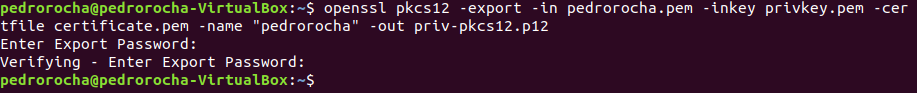 pedrorocha@pedrorocha-VirtualBox:~$ openssl pkcs12 -export -in pedrorocha.pem -inkey privkey.pem -cer
tfile certificate.pem -name "pedrorocha" -out priv-pkcs12.p12
Enter Export Password:
Verifying - Enter Export Password:
pedrorocha@pedrorocha-VirtualBox:~$